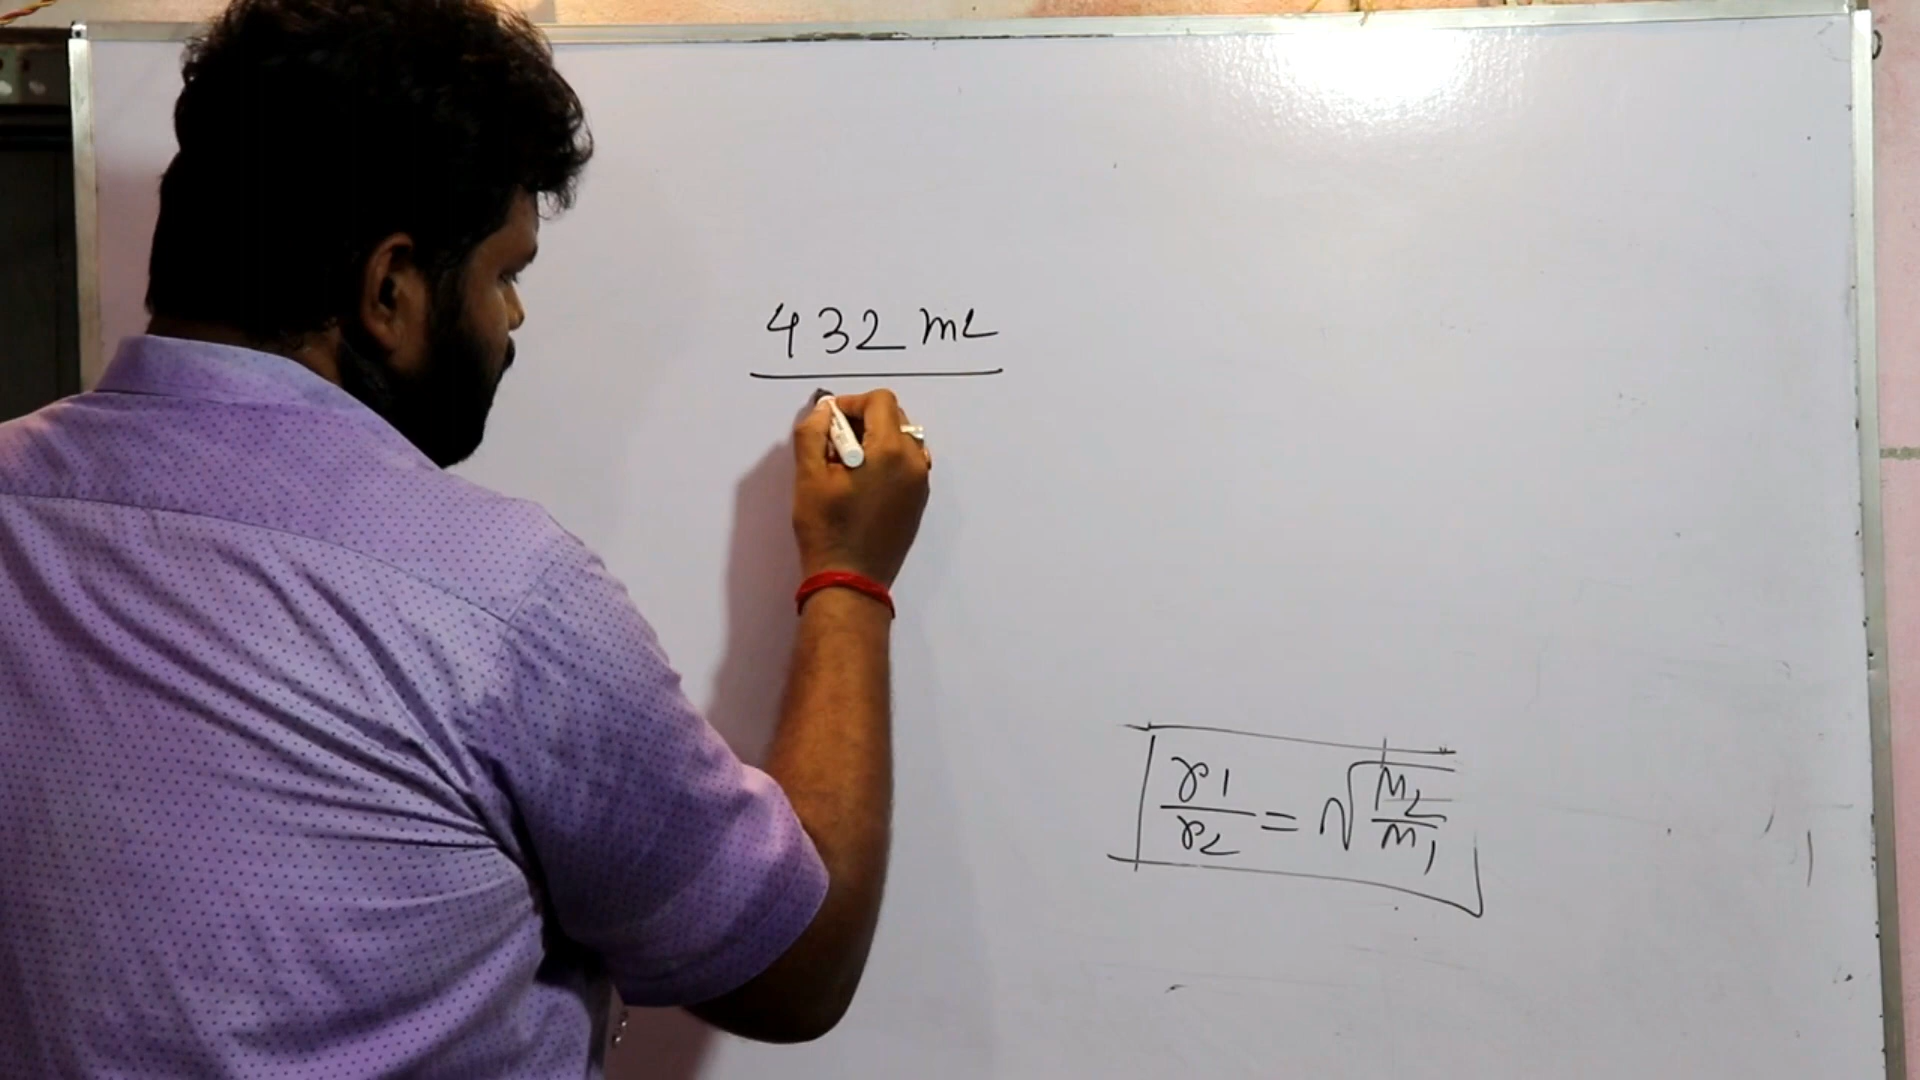 432 mL
r1/r2 = √M2/M1